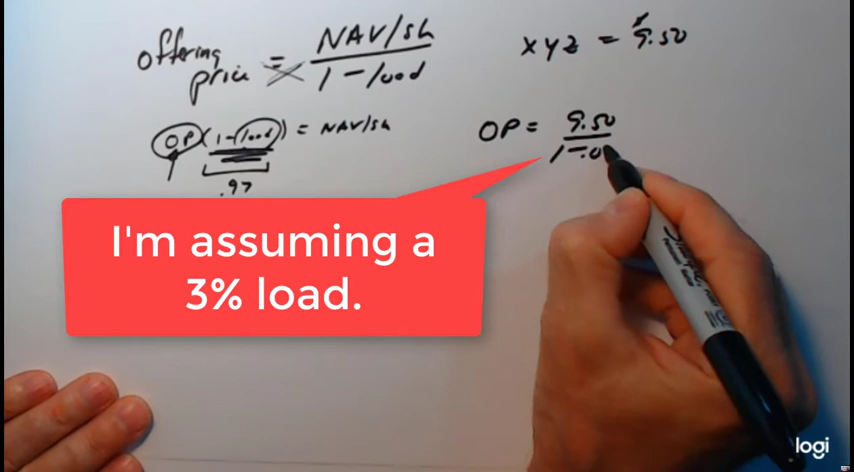 offering price = NAV/sh
1 - load
xyz = $9.50
OP(1-load) = NAV/sh
.97
OP = 9.50
1-.0
I'm assuming a
3% load.
logi